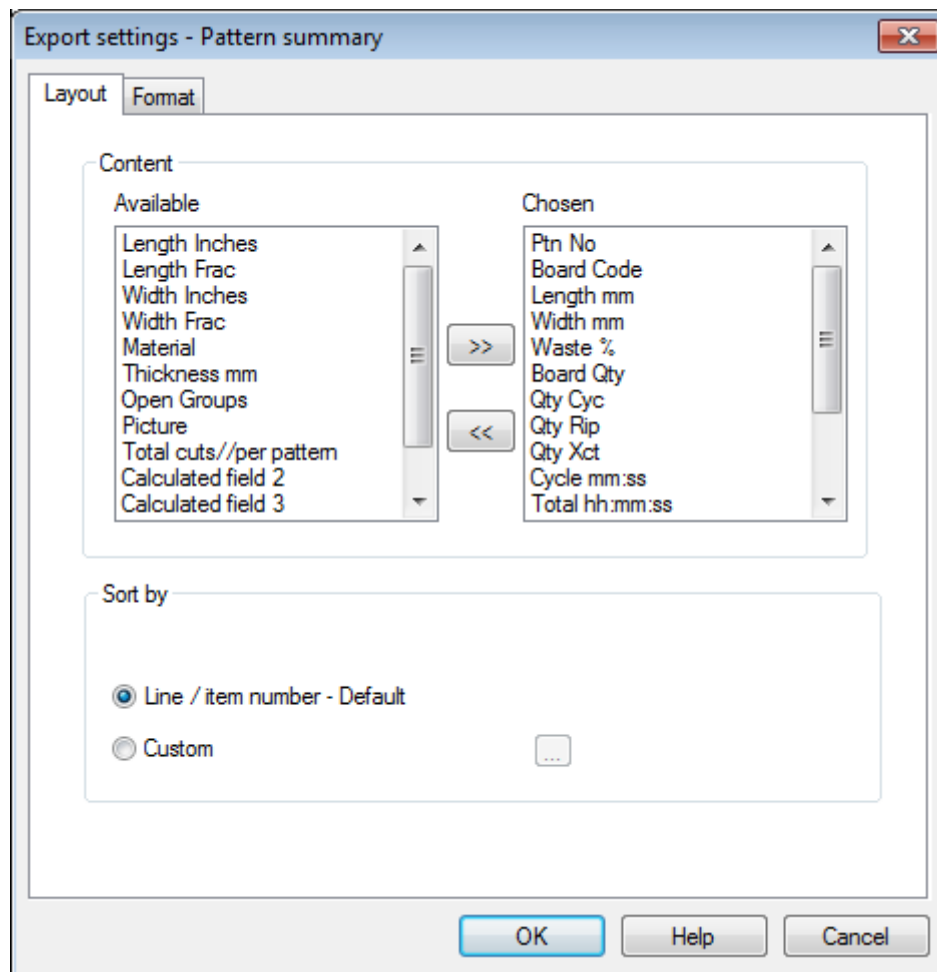 Export settings - Pattern summary
Layout
Format
Content
Available
Length Inches
Length Frac
Width Inches
Width Frac
Material
Thickness mm
Open Groups
Picture
Total cuts//per pattern
Calculated field 2
Calculated field 3
>>
<<
Chosen
Ptn No
Board Code
Length mm
Width mm
Waste %
Board Qty
Qty Cyc
Qty Rip
Qty Xct
Cycle mm:ss
Total hh:mm:ss
Sort by
Line / item number - Default
Custom
...
OK
Help
Cancel